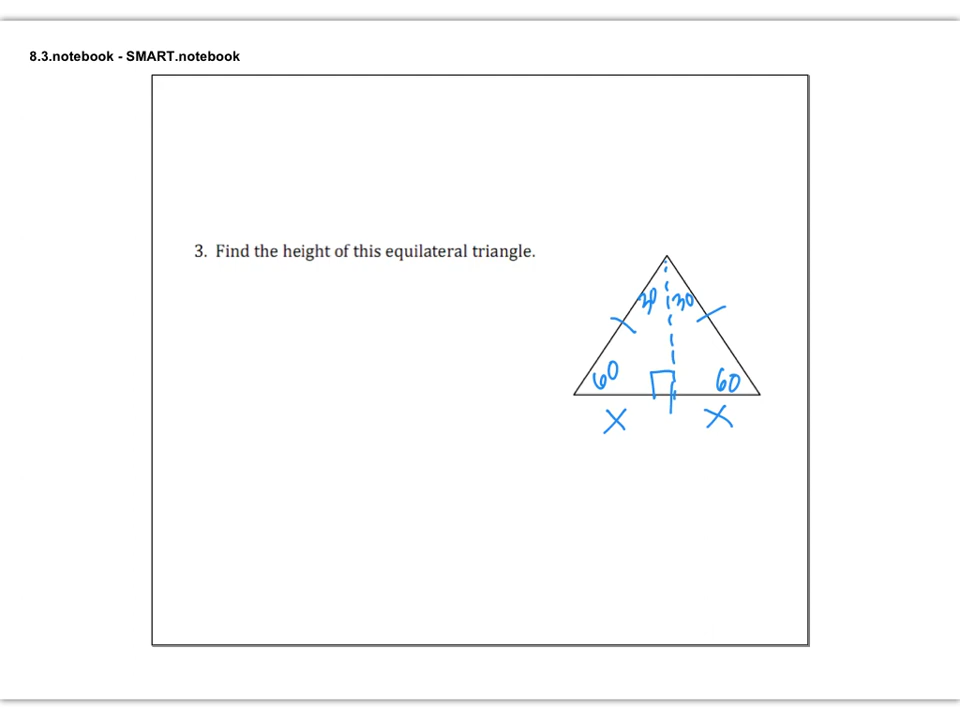 8.3.notebook - SMART.notebook
3. Find the height of this equilateral triangle.
30 30
60 60
X X